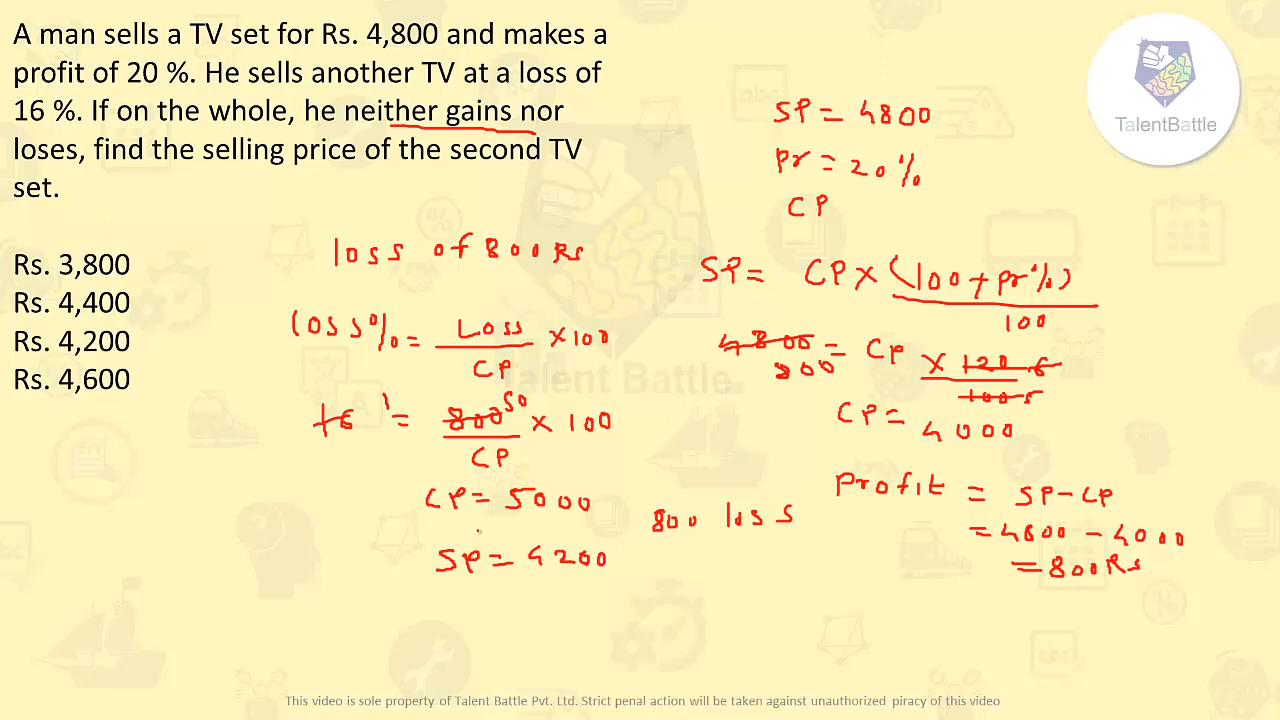 A man sells a TV set for Rs. 4,800 and makes a
profit of 20 %. He sells another TV at a loss of
16 %. If on the whole, he neither gains nor
loses, find the selling price of the second TV
set.
Rs. 3,800
Rs. 4,400
Rs. 4,200
Rs. 4,600
loss of 800 Rs
loss% = Loss × 100
CP
16 1 = 800 50 × 100
CP
CP = 5000
SP = 4200
800 loss
TalentBattle
SP = 4800
Pr = 20%
CP
SP = CP × (100 + pr%)
100
4800 = CP × 120 6
800 100 5
CP = 4000
Profit = SP - CP
= 4800 - 4000
= 800 Rs
Talent Battle
This video is sole property of Talent Battle Pvt. Ltd. Strict penal action will be taken against unauthorized piracy of this video